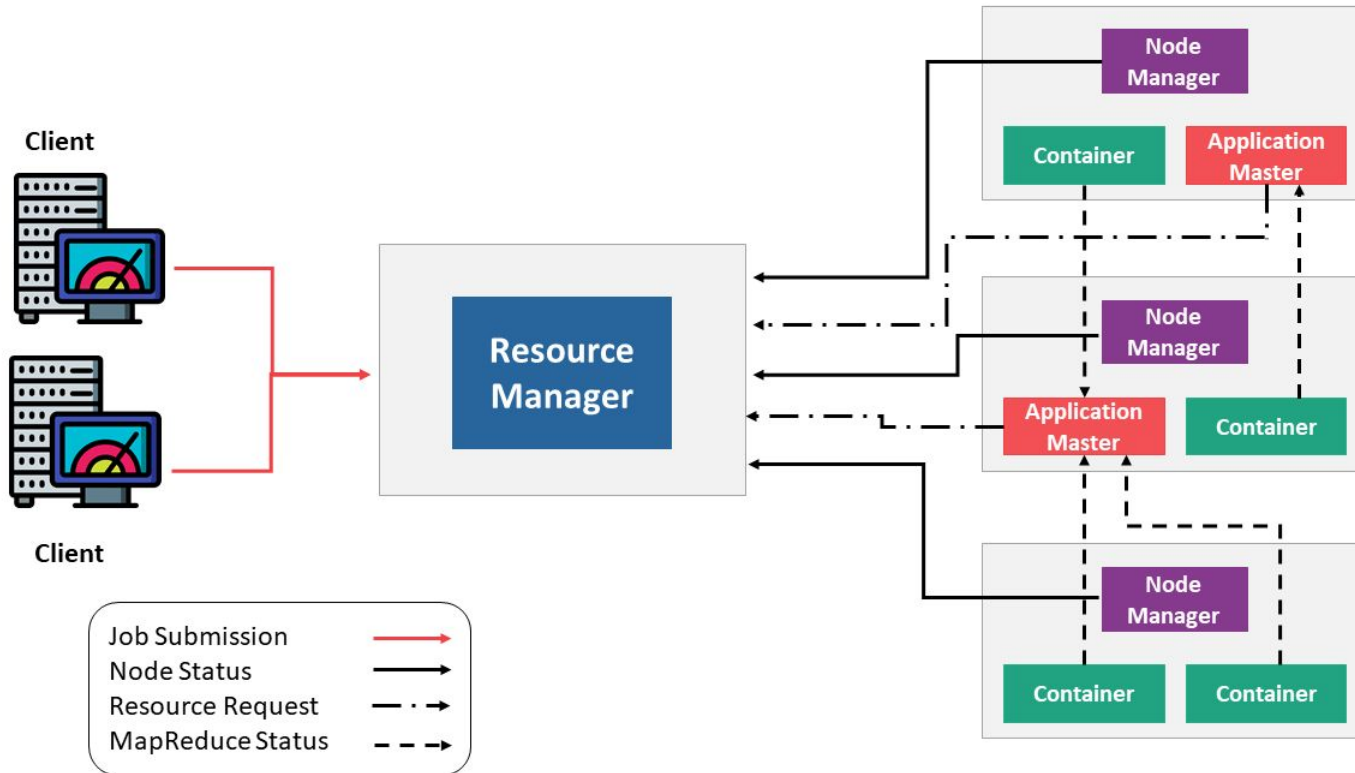 Client
Client
Job Submission
Node Status
Resource Request
MapReduce Status
Resource
Manager
Node
Manager
Container
Application
Master
Node
Manager
Application
Master
Container
Node
Manager
Container
Container